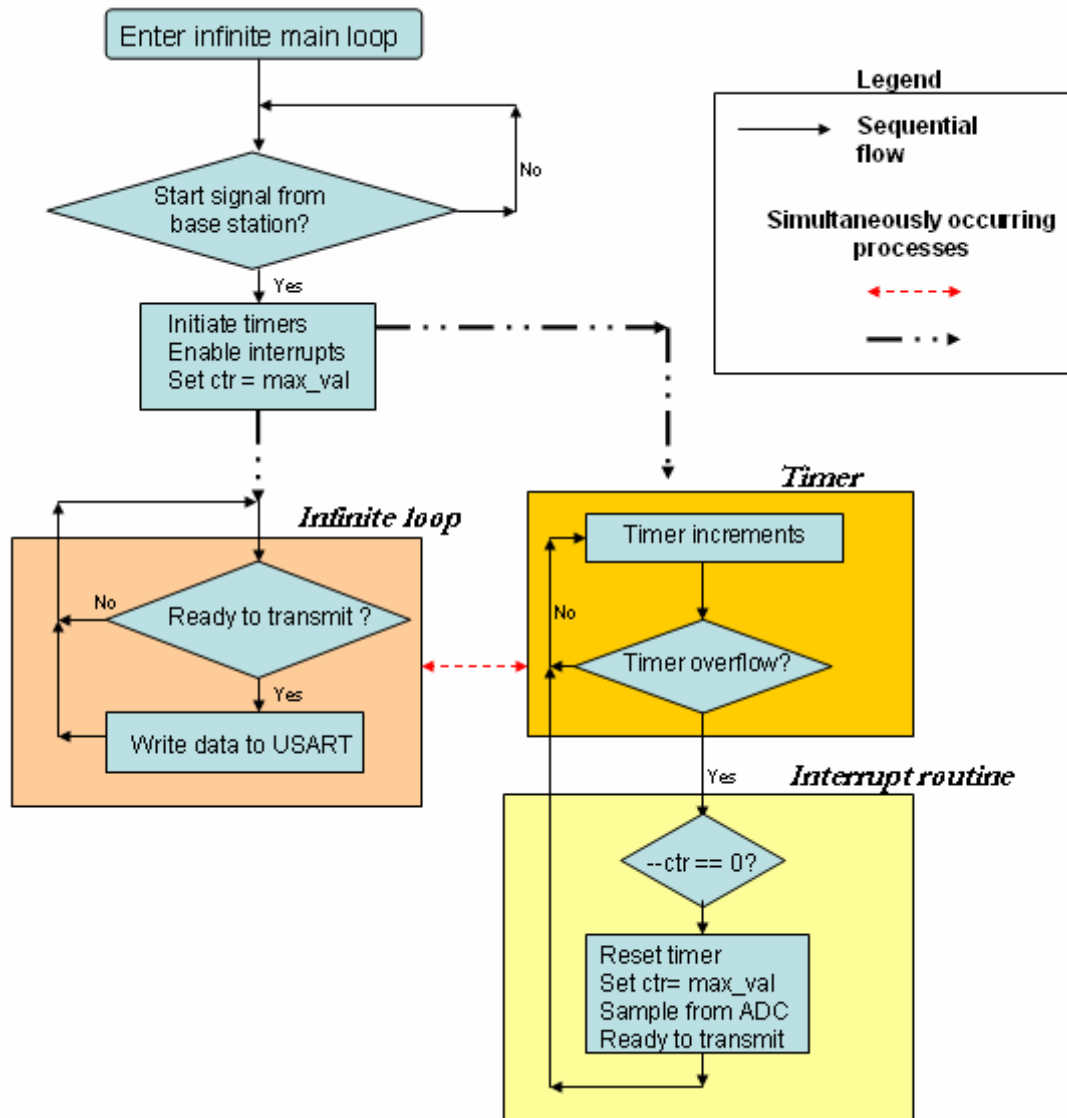 Enter infinite main loop
Legend
Sequential
flow
Simultaneously occurring
processes
No
Start signal from
base station?
Yes
Initiate timers
Enable interrupts
Set ctr = max_val
Infinite loop
No
Ready to transmit ?
Yes
Write data to USART
Timer
Timer increments
No
Timer overflow?
Yes
Interrupt routine
--ctr == 0?
Reset timer
Set ctr= max_val
Sample from ADC
Ready to transmit